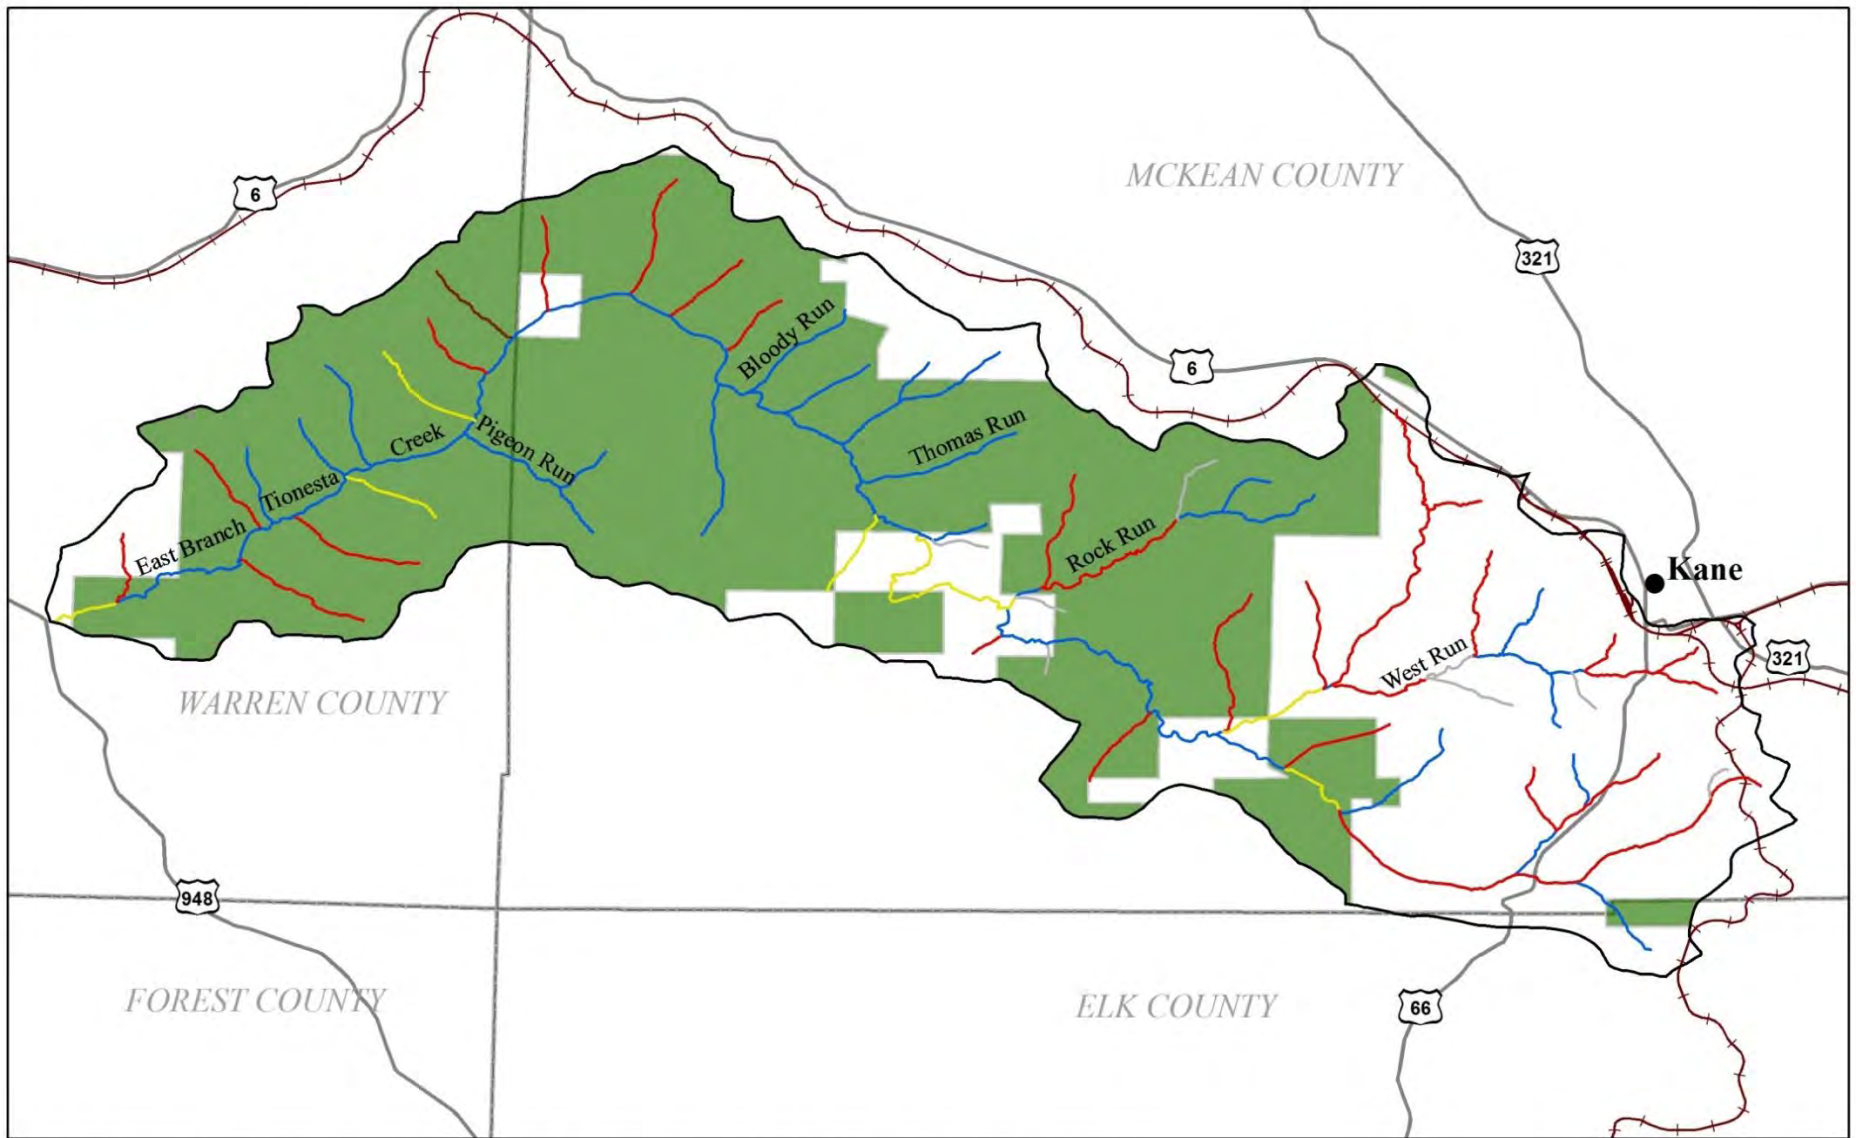 MCKEAN COUNTY
6
321
Bloody Run
6
Thomas Run
Creek
Pigeon Run
Tionesta
East Branch
Rock Run
Kane
West Run
321
WARREN COUNTY
948
FOREST COUNTY
ELK COUNTY
66